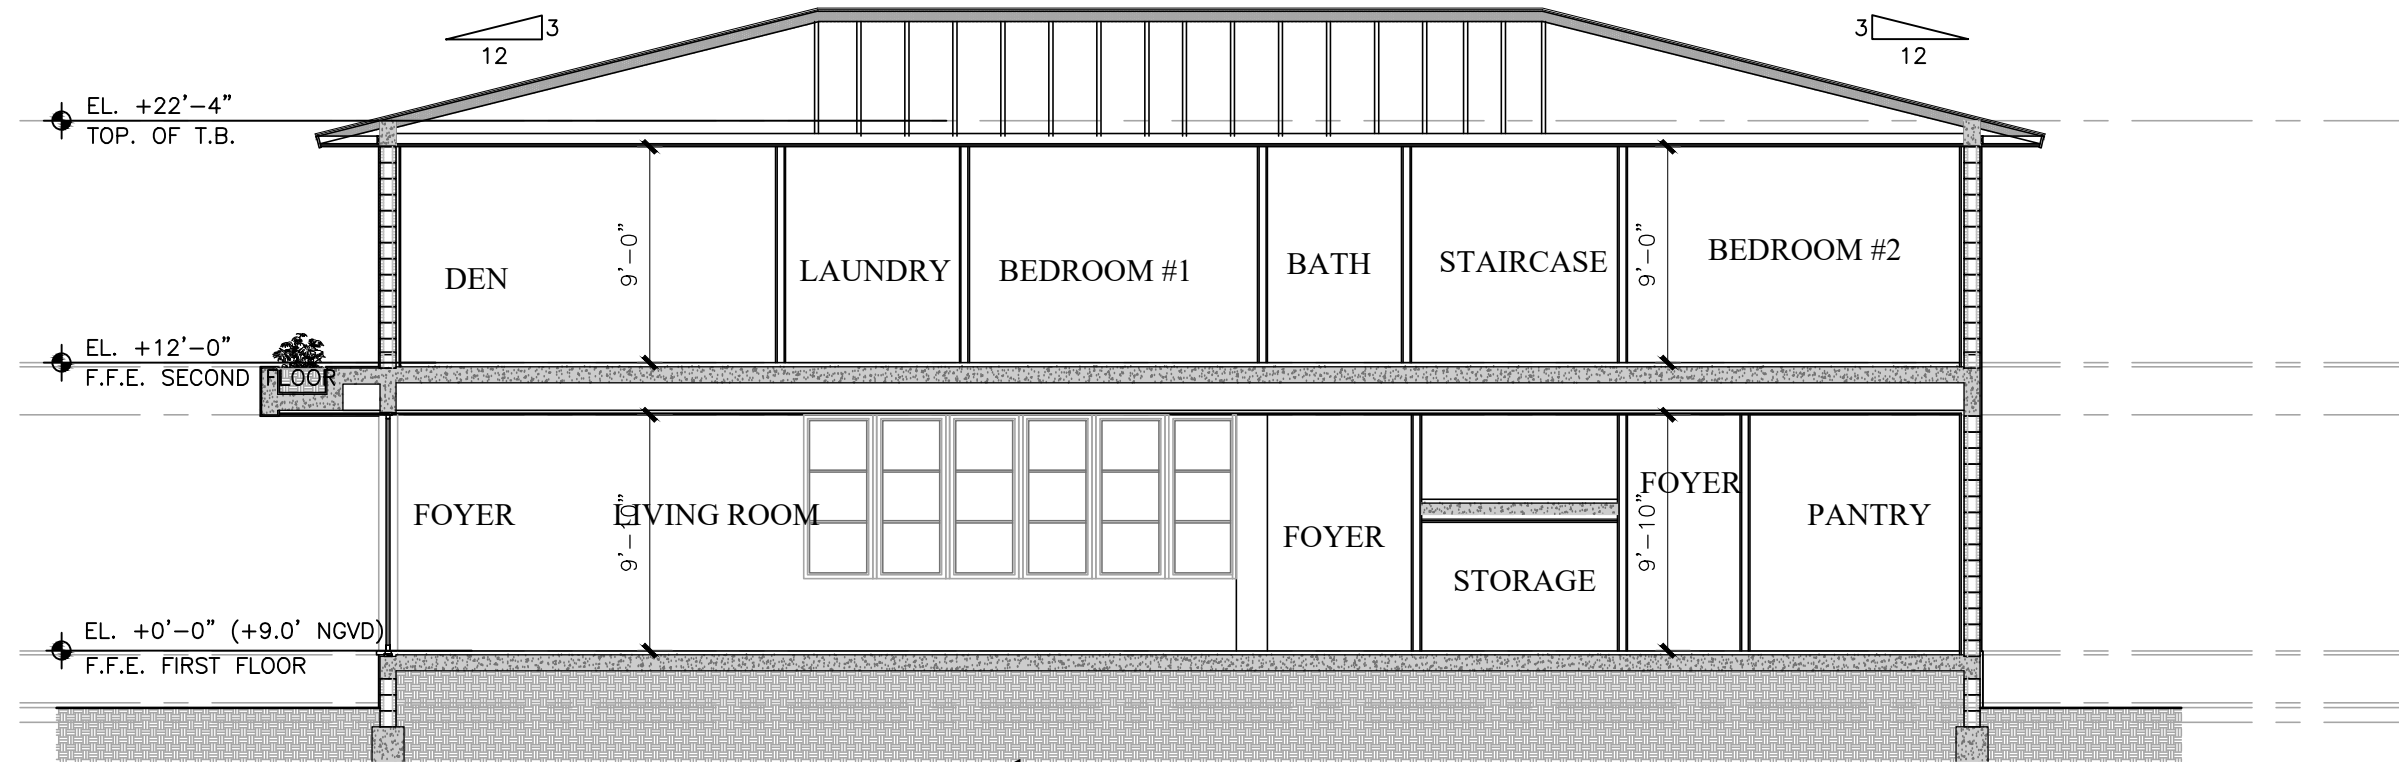 3
12
3
12
EL. +22'-4"
TOP. OF T.B.
9'-0"
9'-0"
DEN
LAUNDRY
BEDROOM #1
BATH
STAIRCASE
BEDROOM #2
EL. +12'-0"
F.F.E. SECOND FLOOR
FOYER
LIVING ROOM
9'-10"
FOYER
STORAGE
FOYER
9'-10"
PANTRY
EL. +0'-0" (+9.0' NGVD)
F.F.E. FIRST FLOOR